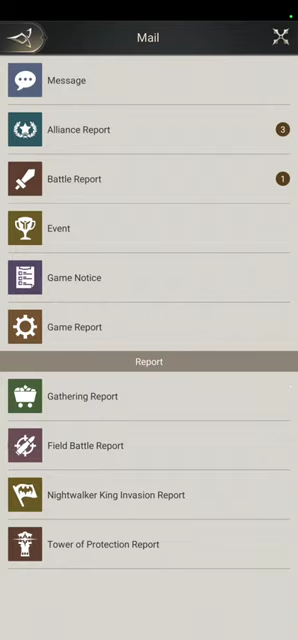 Mail
Message
Alliance Report
3
Battle Report
1
Event
Game Notice
Game Report
Report
Gathering Report
Field Battle Report
Nightwalker King Invasion Report
Tower of Protection Report